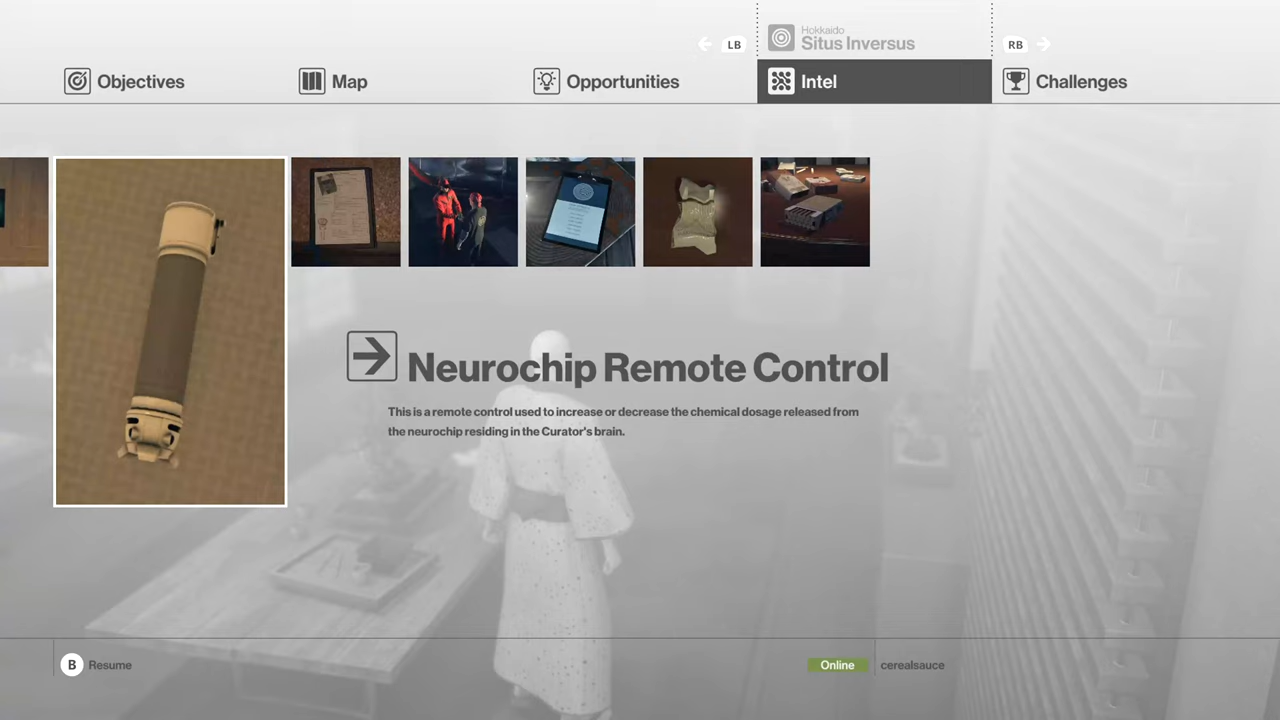 LB
Hokkaido
Situs Inversus
RB
Objectives
Map
Opportunities
Intel
Challenges
Neurochip Remote Control
This is a remote control used to increase or decrease the chemical dosage released from
the neurochip residing in the Curator's brain.
B Resume
Online
cerealsauce